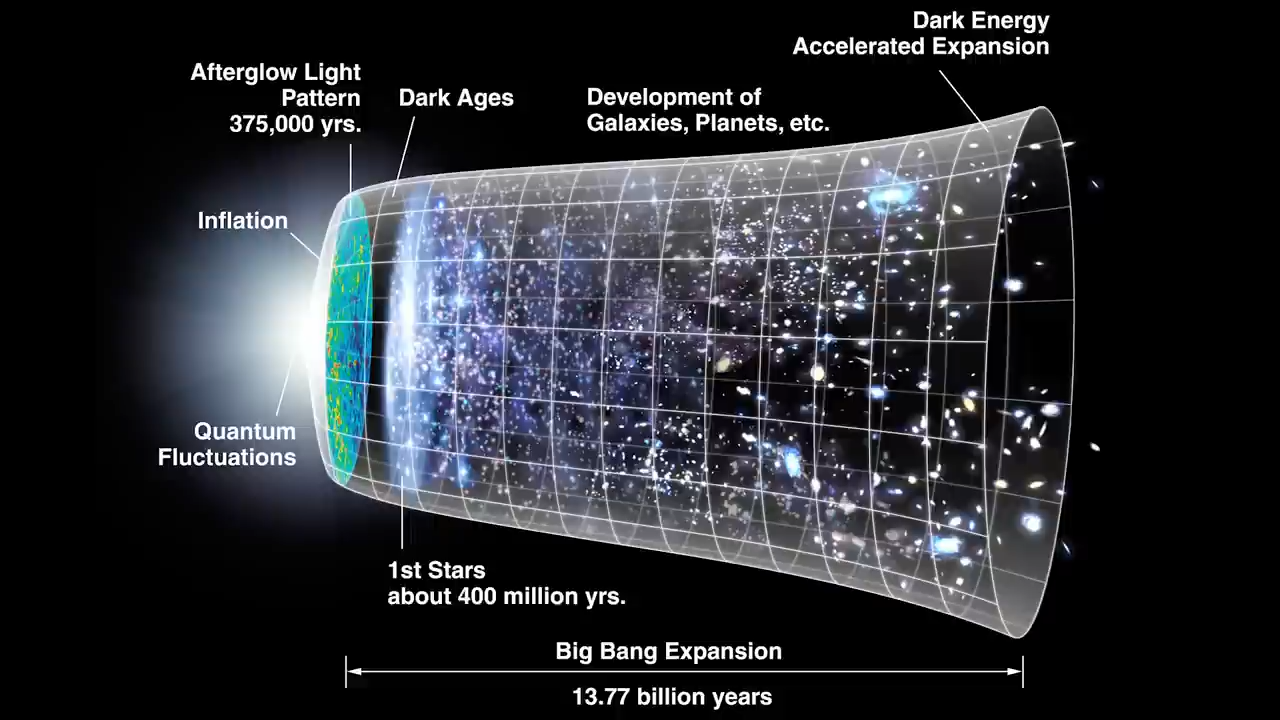 Dark Energy
Accelerated Expansion
Afterglow Light
Pattern
375,000 yrs.
Dark Ages
Development of
Galaxies, Planets, etc.
Inflation
Quantum
Fluctuations
1st Stars
about 400 million yrs.
Big Bang Expansion
13.77 billion years